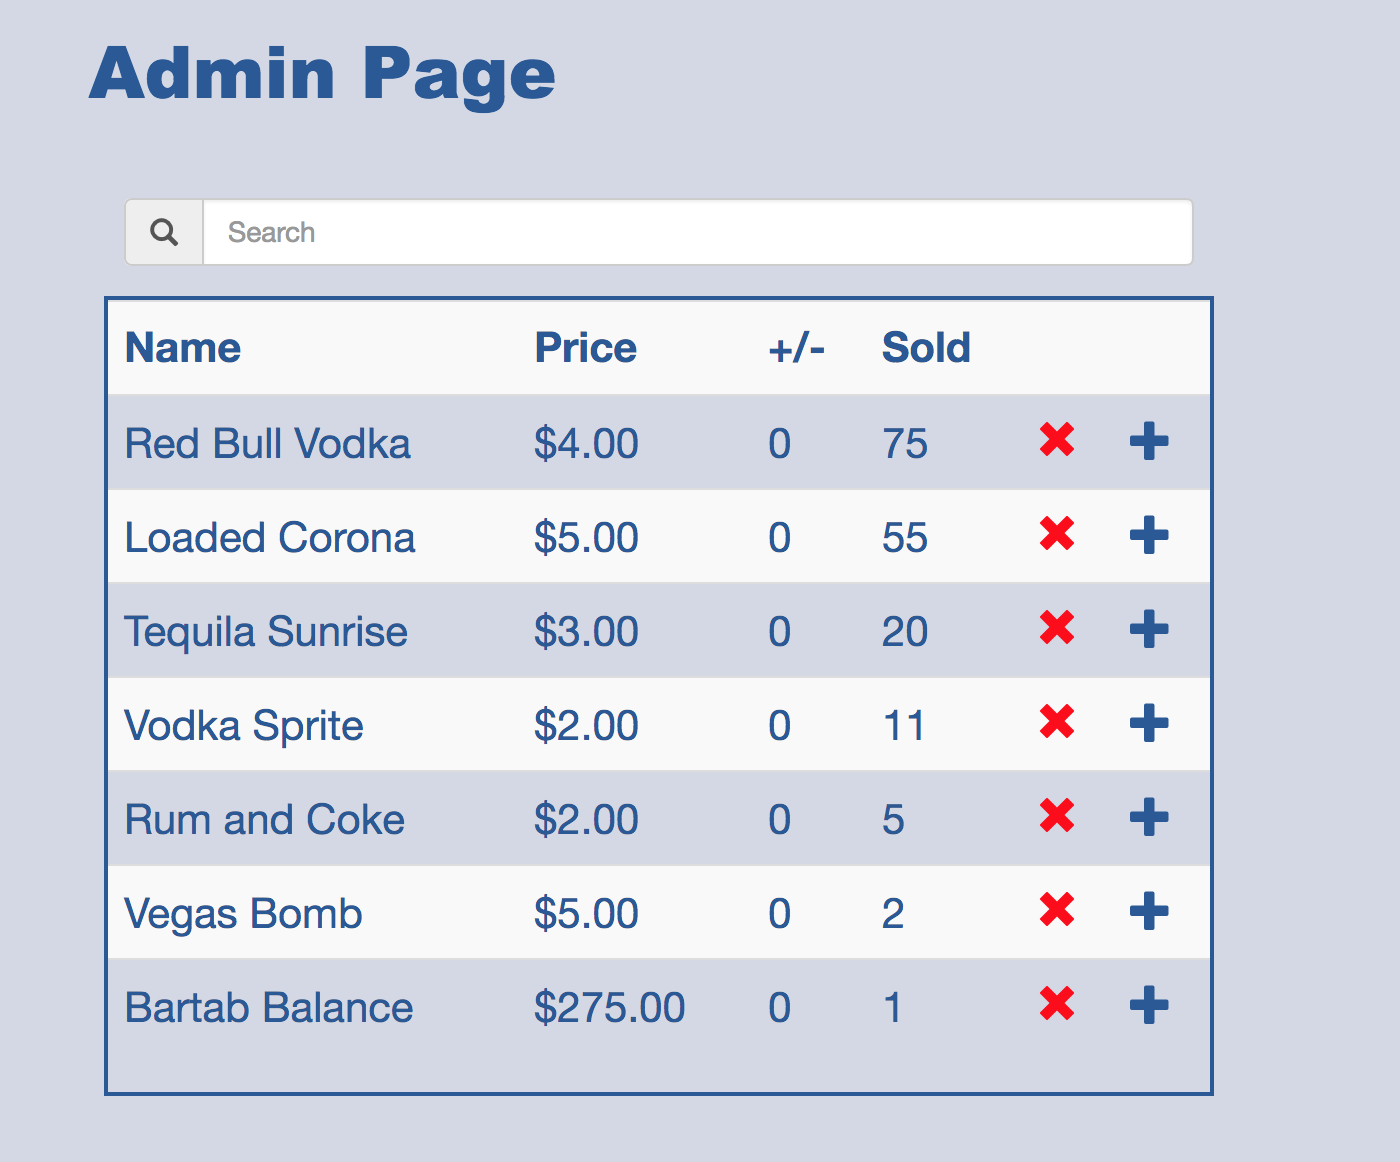 Admin Page
Search
Name Price +/- Sold
Red Bull Vodka $4.00 0 75
Loaded Corona $5.00 0 55
Tequila Sunrise $3.00 0 20
Vodka Sprite $2.00 0 11
Rum and Coke $2.00 0 5
Vegas Bomb $5.00 0 2
Bartab Balance $275.00 0 1